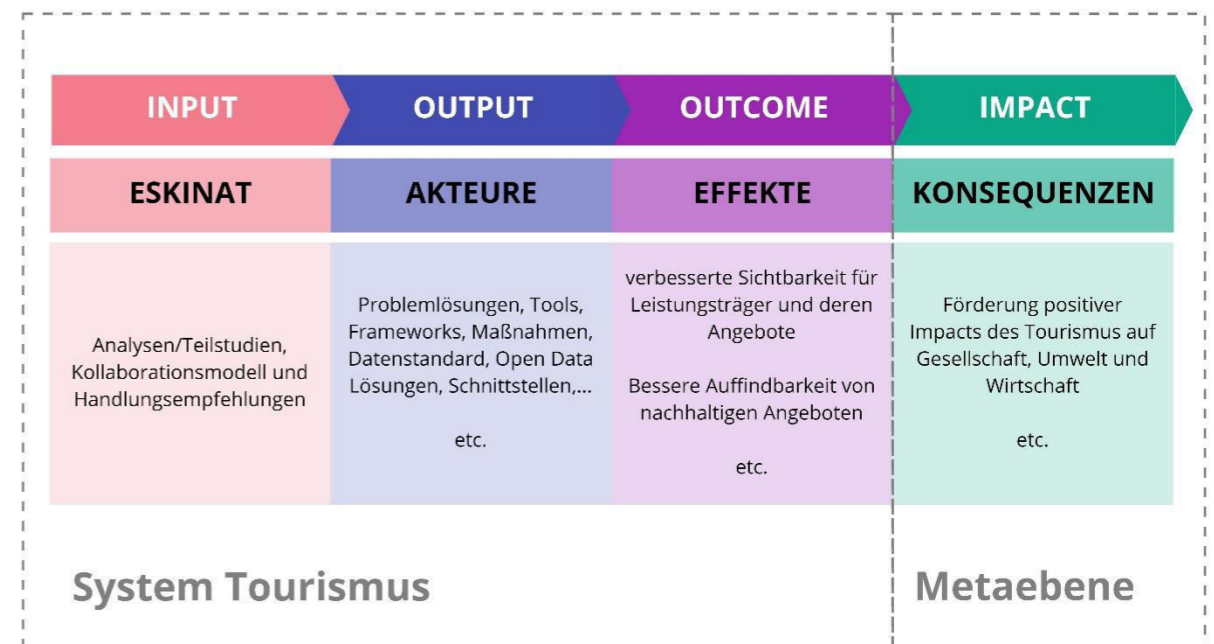 INPUT
OUTPUT
OUTCOME
IMPACT
ESKINAT
AKTEURE
EFFEKTE
KONSEQUENZEN
Analysen/Teilstudien,
Kollaborationsmodell und
Handlungsempfehlungen
Problemlösungen, Tools,
Frameworks, Maßnahmen,
Datenstandard, Open Data
Lösungen, Schnittstellen,...
etc.
verbesserte Sichtbarkeit für
Leistungsträger und deren
Angebote
Bessere Auffindbarkeit von
nachhaltigen Angeboten
etc.
Förderung positiver
Impacts des Tourismus auf
Gesellschaft, Umwelt und
Wirtschaft
etc.
System Tourismus
Metaebene